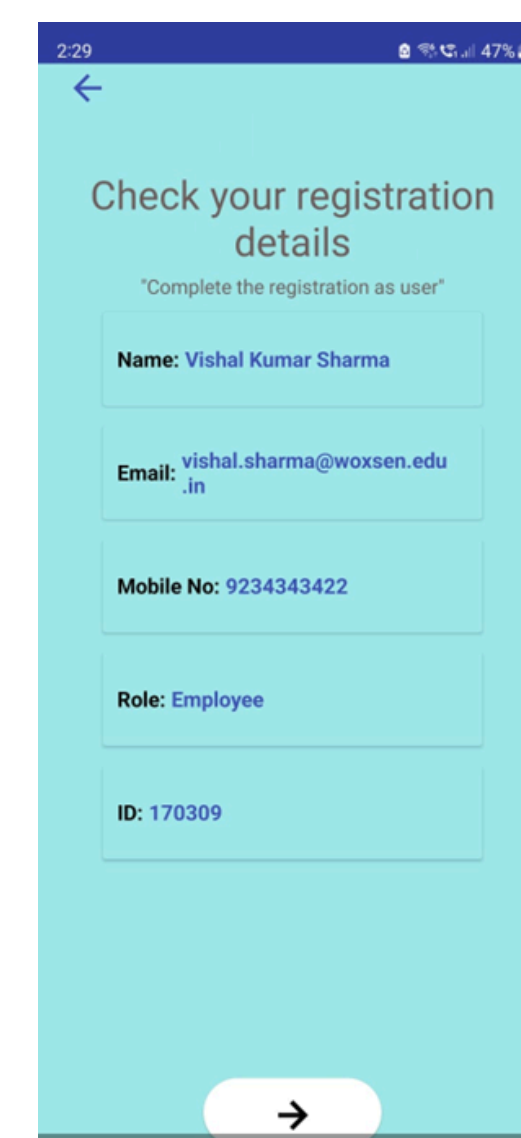 2:29 47%
Check your registration
details
"Complete the registration as user"
Name: Vishal Kumar Sharma
Email: vishal.sharma@woxsen.edu
.in
Mobile No: 9234343422
Role: Employee
ID: 170309